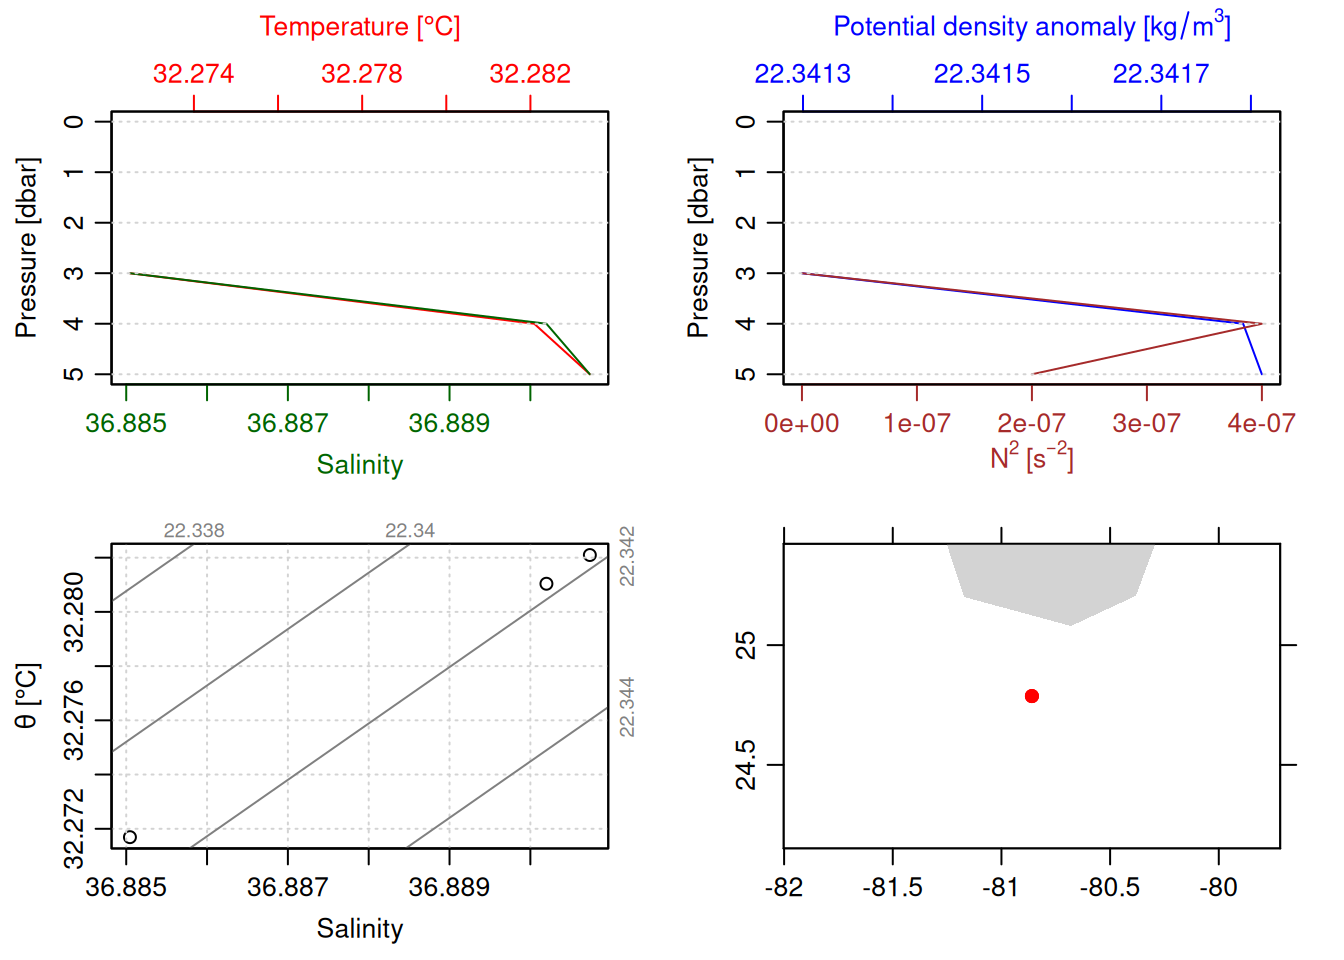 Temperature [°C]
32.274 32.278 32.282
Pressure [dbar]
0
1
2
3
4
5
36.885 36.887 36.889
Salinity
Potential density anomaly [kg/m³]
22.3413 22.3415 22.3417
Pressure [dbar]
0
1
2
3
4
5
0e+00 1e-07 2e-07 3e-07 4e-07
N² [s⁻²]
22.338 22.34
22.342
22.344
θ [°C]
32.280
32.276
32.272
36.885 36.887 36.889
Salinity
25
24.5
-82 -81.5 -81 -80.5 -80